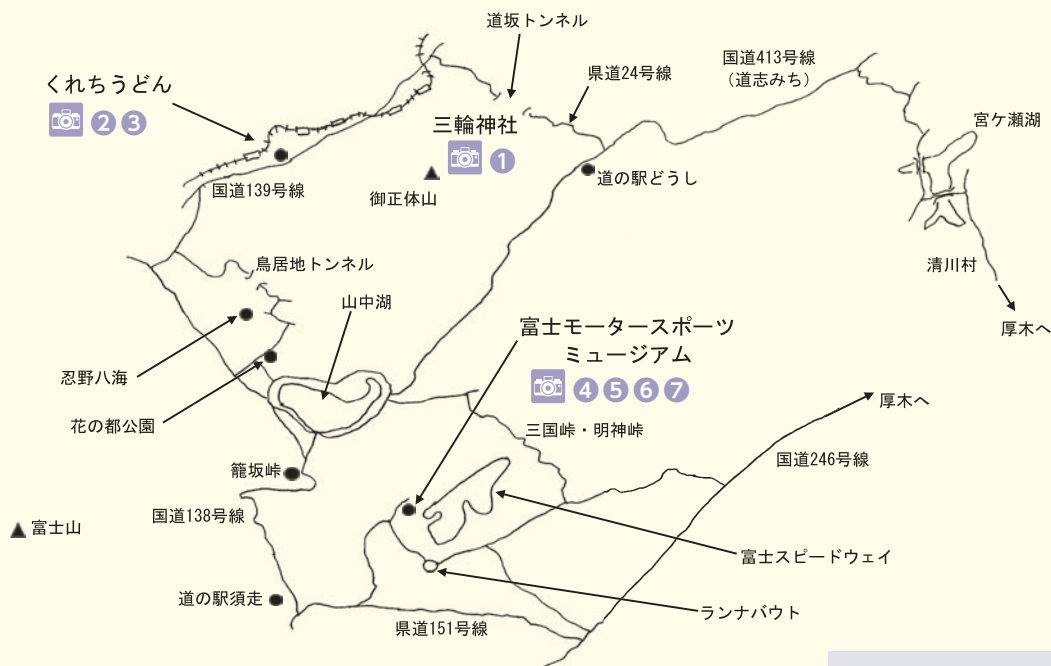 道坂トンネル
国道413号線
(道志みち)
県道24号線
くれちうどん
❷ ❸
三輪神社
❶
宮ケ瀬湖
道の駅どうし
国道139号線
御正体山
鳥居地トンネル
清川村
山中湖
厚木へ
富士モータースポーツ
ミュージアム
❹ ❺ ❻ ❼
忍野八海
花の都公園
厚木へ
三国峠・明神峠
国道246号線
籠坂峠
国道138号線
富士山
富士スピードウェイ
道の駅須走
ランナバウト
県道151号線